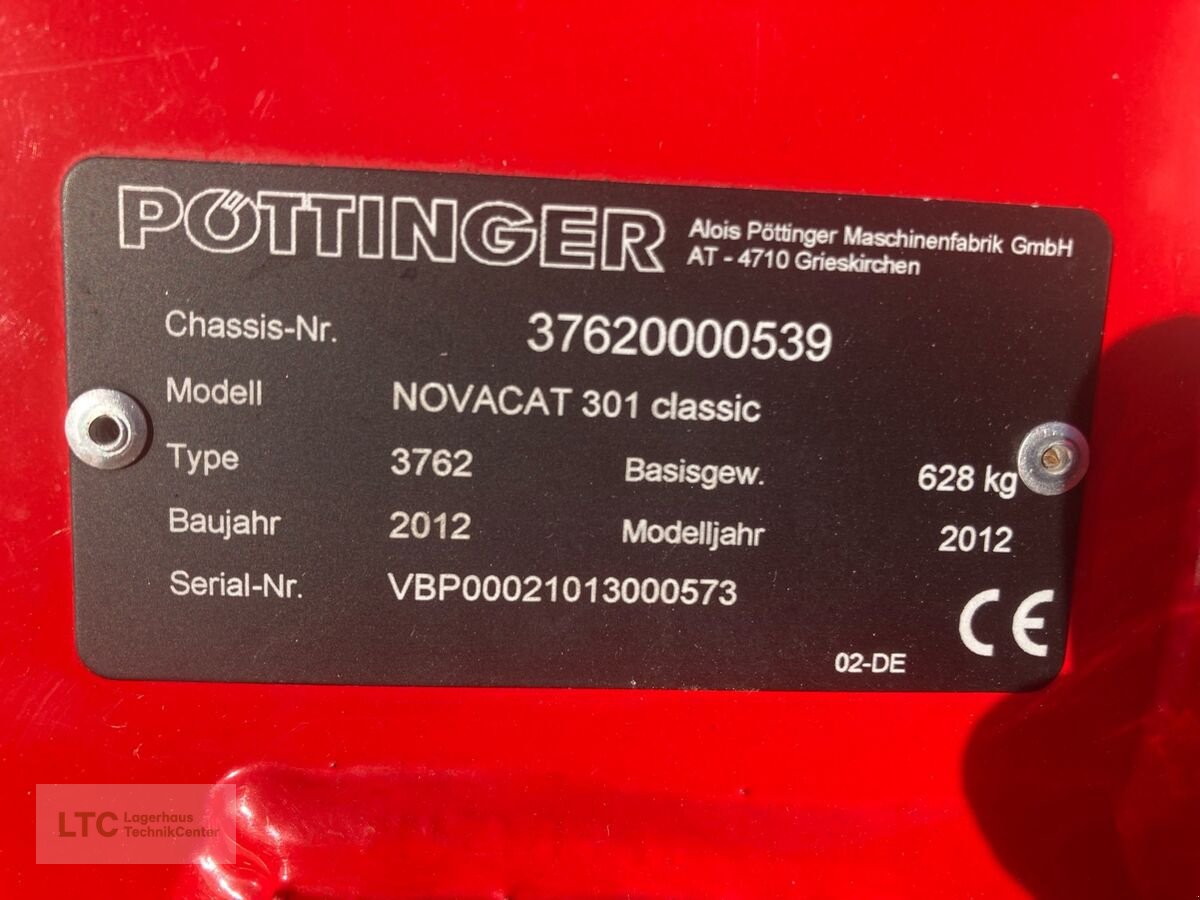 PÖTTINGER
Alois Pöttinger Maschinenfabrik GmbH
AT - 4710 Grieskirchen
Chassis-Nr. 37620000539
Modell NOVACAT 301 classic
Type 3762 Basisgew. 628 kg
Baujahr 2012 Modelljahr 2012
Serial-Nr. VBP00021013000573
CE
02-DE
LTC Lagerhaus
TechnikCenter